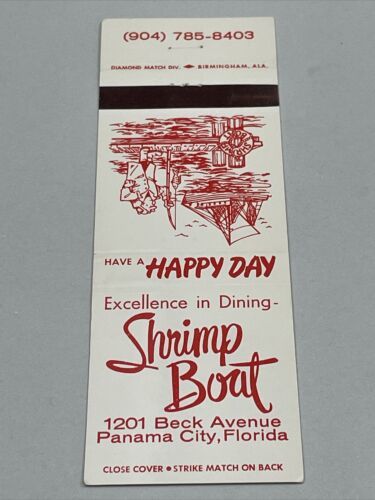 (904) 785-8403
DIAMOND MATCH DIV. BIRMINGHAM, ALA.
HAVE A HAPPY DAY
Excellence in Dining-
Shrimp
Boat
1201 Beck Avenue
Panama City, Florida
CLOSE COVER • STRIKE MATCH ON BACK